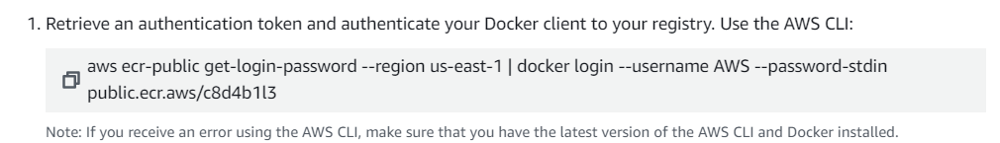 1. Retrieve an authentication token and authenticate your Docker client to your registry. Use the AWS CLI:
aws ecr-public get-login-password --region us-east-1 | docker login --username AWS --password-stdin
public.ecr.aws/c8d4b1l3
Note: If you receive an error using the AWS CLI, make sure that you have the latest version of the AWS CLI and Docker installed.